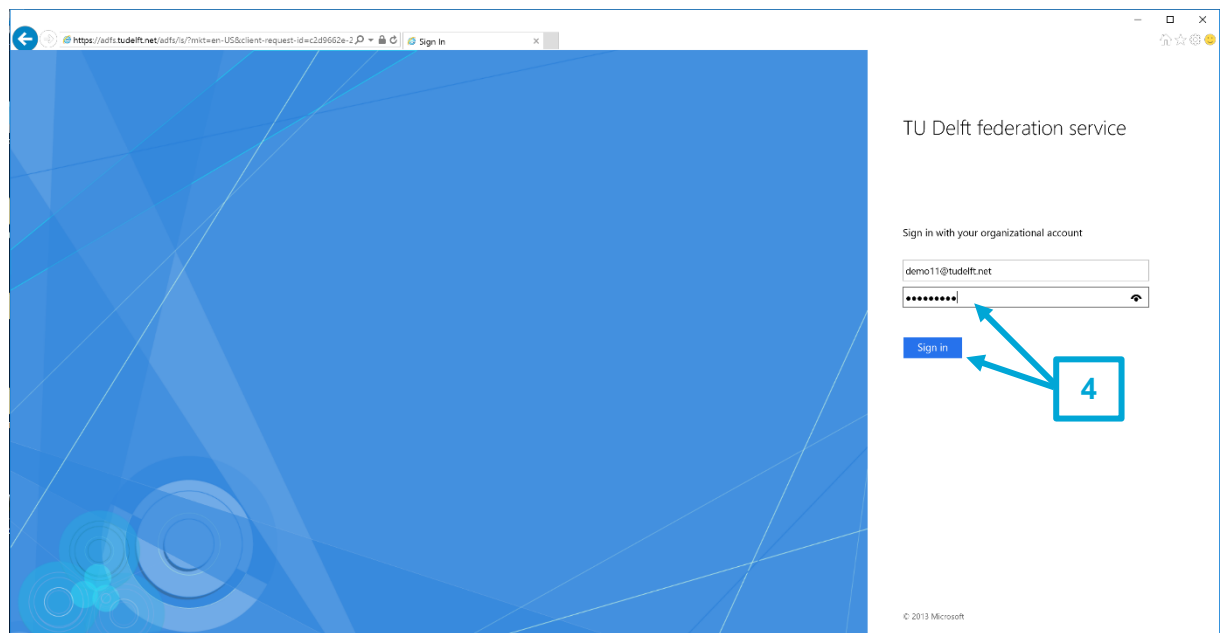 https://adfs.tudelft.net/adfs/ls/?mkt=en-US&client-request-id=c2d9662e-2
Sign In
TU Delft federation service
Sign in with your organizational account
demo11@tudelft.net
•••••••••
Sign in
4
© 2013 Microsoft